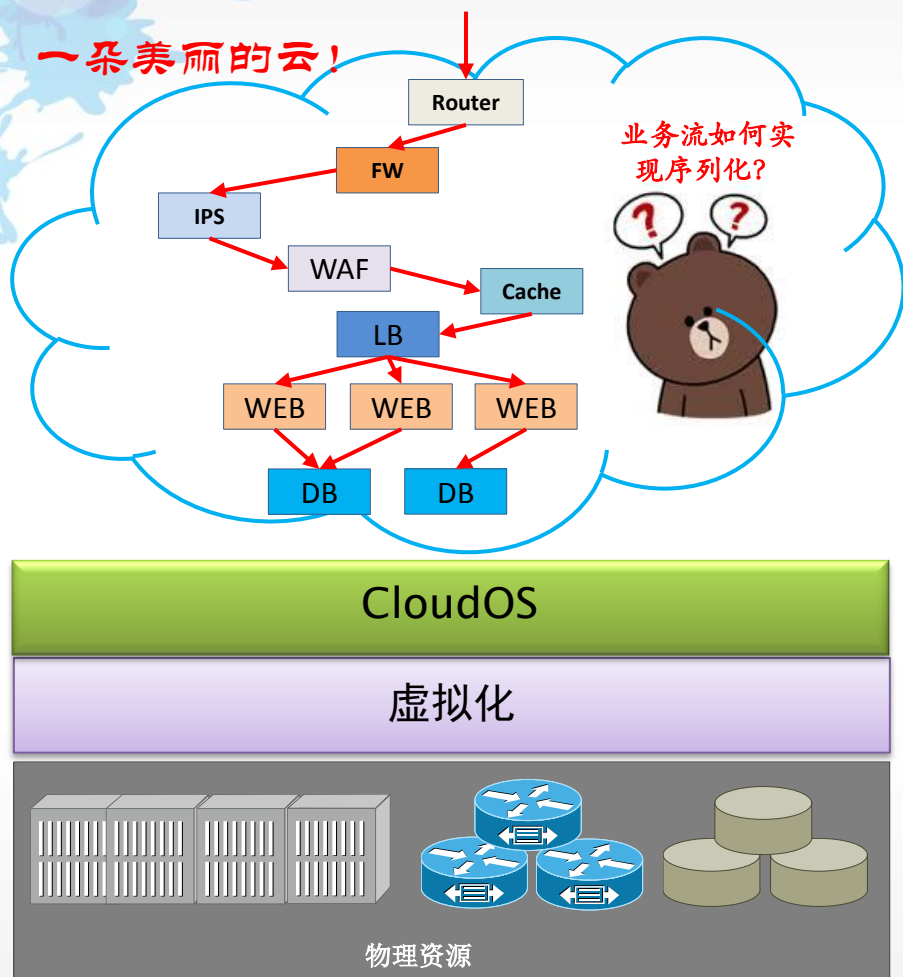 一朵美丽的云！
Router
业务流如何实
现序列化？
FW
IPS
? ?
WAF
Cache
LB
WEB WEB WEB
DB DB
CloudOS
虚拟化
物理资源